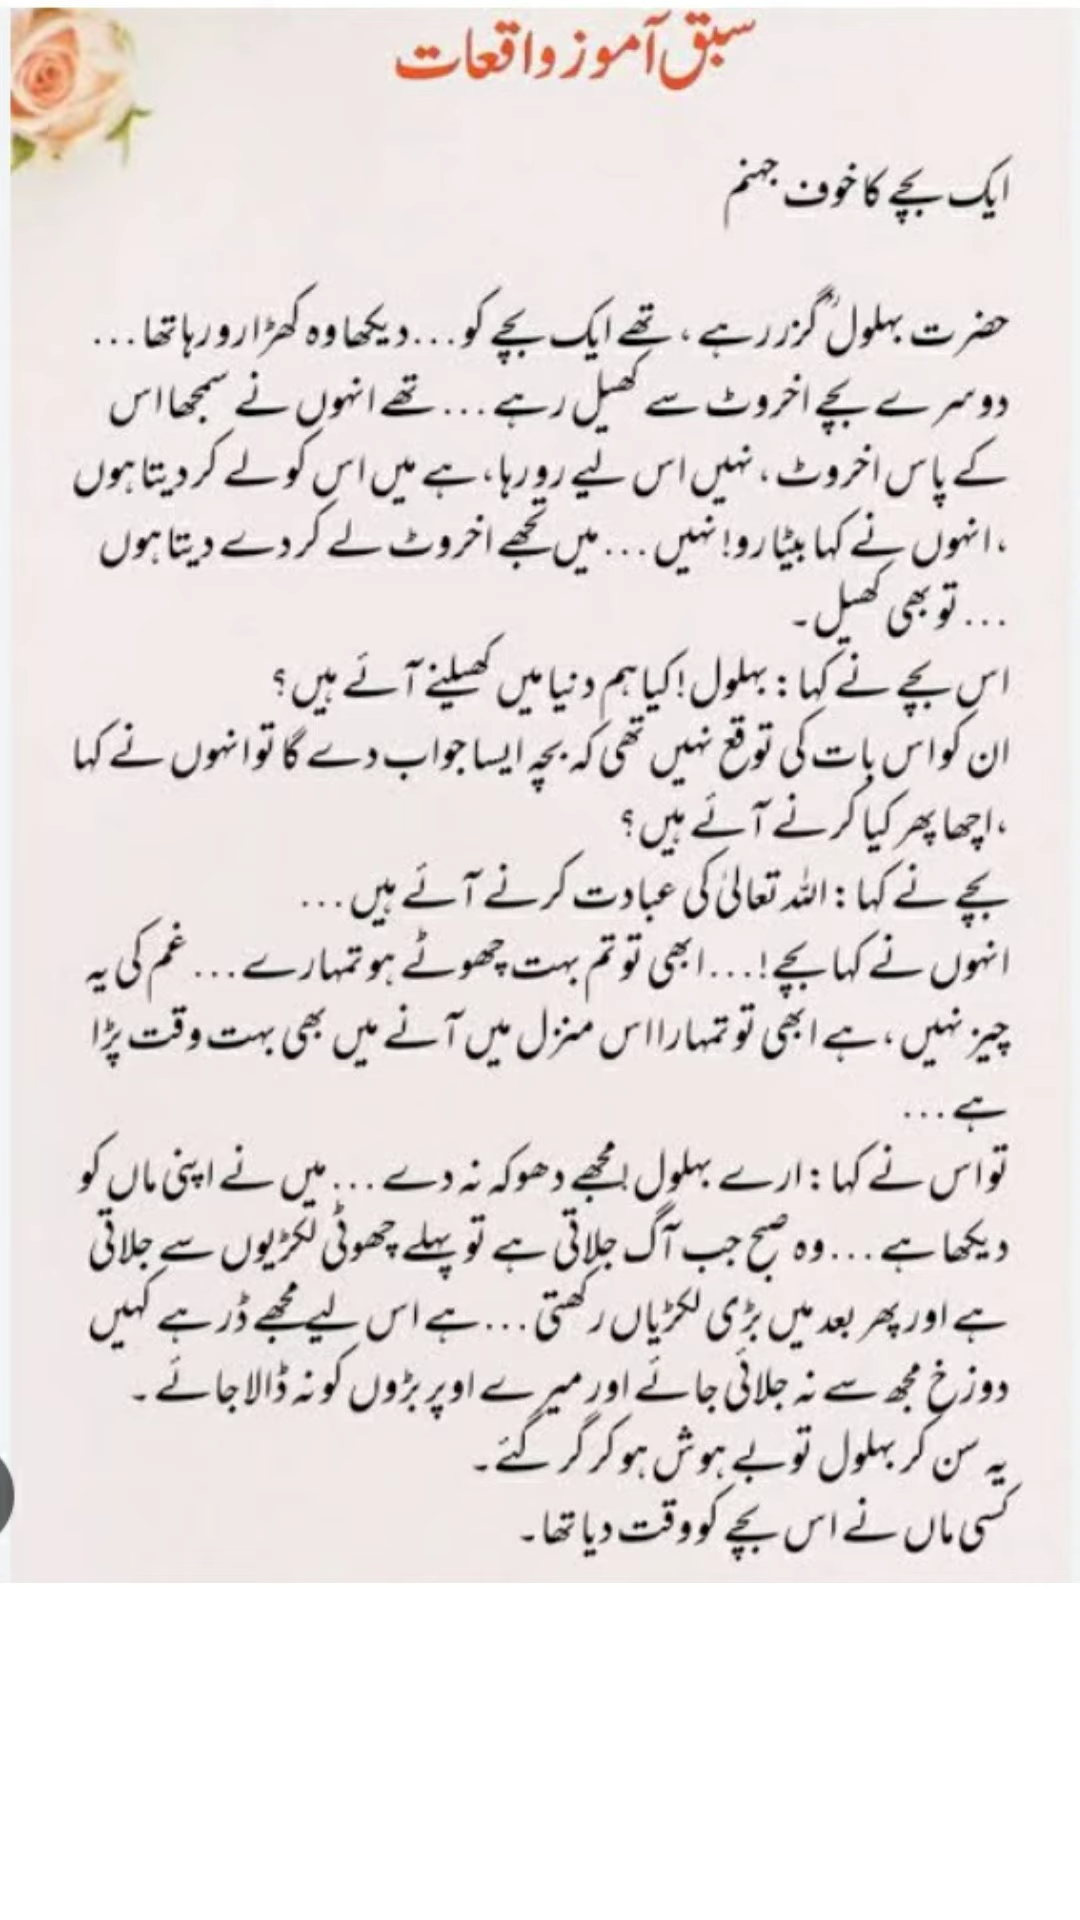 سبق آموز واقعات
ایک بچے کا خوف جہنم
حضرت بہلولؒ گزر رہے ، تھے ایک بچے کو...دیکھا وہ کھڑا رو رہا تھا...
دوسرے بچے اخروٹ سے کھیل رہے...تھے انہوں نے سمجھا اس
کے پاس اخروٹ ، نہیں اس لیے رو رہا، ہے میں اس کو لے کر دیتا ہوں
،انہوں نے کہا بیٹا رو! نہیں...میں تجھے اخروٹ لے کر دے دیتا ہوں
...تو بھی کھیل۔
اس بچے نے کہا : بہلول! کیا ہم دنیا میں کھیلنے آئے ہیں؟
ان کو اس بات کی توقع نہیں تھی کہ بچہ ایسا جواب دے گا تو انہوں نے کہا
،اچھا پھر کیا کرنے آئے ہیں؟
بچے نے کہا : اللہ تعالیٰ کی عبادت کرنے آئے ہیں...
انہوں نے کہا بچے!...ابھی تو تم بہت چھوٹے ہو تمہارے...غم کی یہ
چیز نہیں ، ہے ابھی تو تمہارا اس منزل میں آنے میں بھی بہت وقت پڑا
ہے...
تو اس نے کہا : ارے بہلول! مجھے دھوکہ نہ دے...میں نے اپنی ماں کو
دیکھا ہے...وہ صبح جب آگ جلاتی ہے تو پہلے چھوٹی لکڑیوں سے جلاتی
ہے اور پھر بعد میں بڑی لکڑیاں رکھتی...ہے اس لیے مجھے ڈر ہے کہیں
دوزخ مجھ سے نہ جلائی جائے اور میرے اوپر بڑوں کو نہ ڈالا جائے۔
یہ سن کر بہلول تو بے ہوش ہو کر گر گئے۔
کسی ماں نے اس بچے کو وقت دیا تھا۔